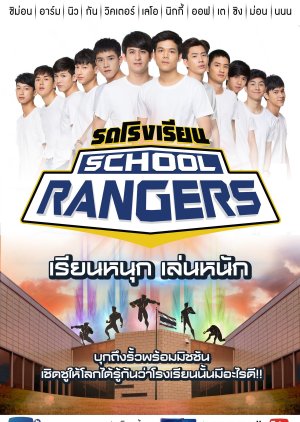 ซิม่อน อาร์ม นิว กัน วิคเตอร์ เลโอ นิกกี้ ออฟ เต ซิง ม่อน นนน
รถโรงเรียน
SCHOOL
RANGERS
เรียนหนุก เล่นหนัก
บุกถึงรั้วพร้อมมิชชัน
เชิดชูให้โลกได้รู้กันว่าโรงเรียนนั้นมีอะไรดี!!